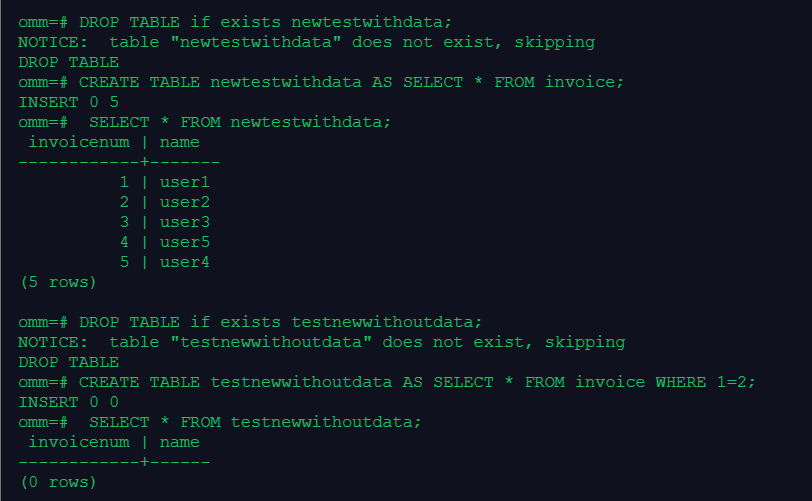 omm=# DROP TABLE if exists newtestwithdata;
NOTICE:  table "newtestwithdata" does not exist, skipping
DROP TABLE
omm=# CREATE TABLE newtestwithdata AS SELECT * FROM invoice;
INSERT 0 5
omm=#  SELECT * FROM newtestwithdata;
 invoicenum | name
------------+-------
          1 | user1
          2 | user2
          3 | user3
          4 | user5
          5 | user4
(5 rows)

omm=# DROP TABLE if exists testnewwithoutdata;
NOTICE:  table "testnewwithoutdata" does not exist, skipping
DROP TABLE
omm=# CREATE TABLE testnewwithoutdata AS SELECT * FROM invoice WHERE 1=2;
INSERT 0 0
omm=#  SELECT * FROM testnewwithoutdata;
 invoicenum | name
------------+------
(0 rows)